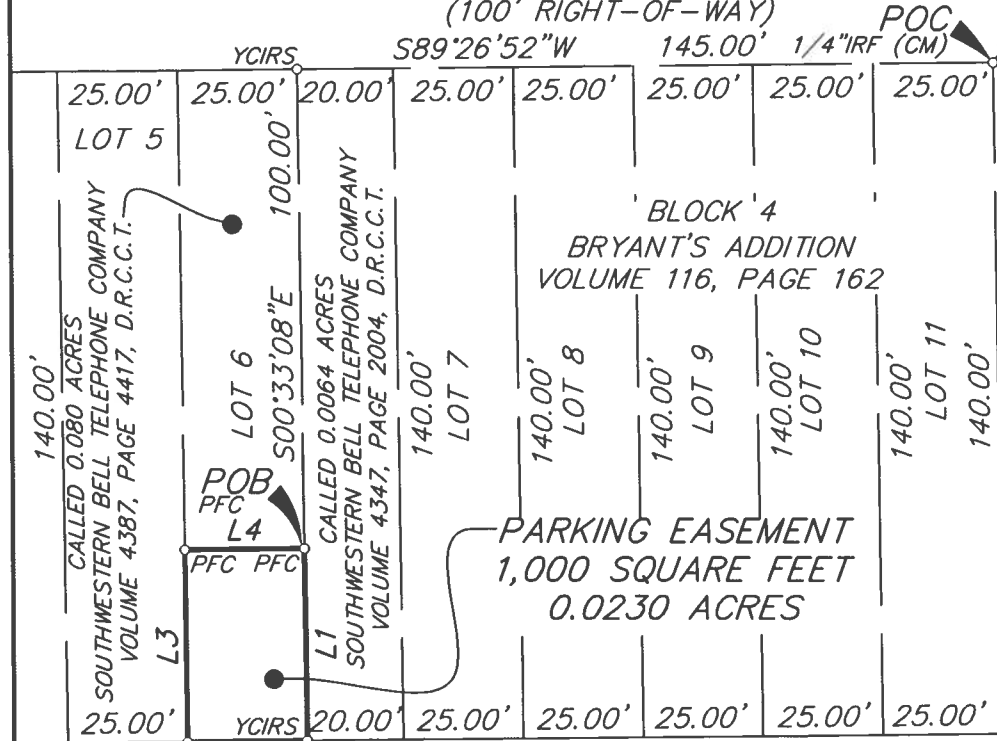 (100' RIGHT-OF-WAY)
POC
YCIRS
S89°26'52"W
145.00'
1/4"IRF (CM)
25.00'
25.00'
20.00'
25.00'
25.00'
25.00'
25.00'
25.00'
LOT 5
100.00'
S00°33'08"E
BLOCK 4
BRYANT'S ADDITION
VOLUME 116, PAGE 162
140.00'
CALLED 0.080 ACRES
SOUTHWESTERN BELL TELEPHONE COMPANY
VOLUME 4387, PAGE 4417, D.R.C.C.T.
LOT 6
CALLED 0.0064 ACRES
SOUTHWESTERN BELL TELEPHONE COMPANY
VOLUME 4347, PAGE 2004, D.R.C.C.T.
140.00'
LOT 7
140.00'
LOT 8
140.00'
LOT 9
140.00'
LOT 10
140.00'
LOT 11
140.00'
POB
PFC
L4
PFC
PFC
PARKING EASEMENT
1,000 SQUARE FEET
0.0230 ACRES
L3
L1
25.00'
YCIRS
20.00'
25.00'
25.00'
25.00'
25.00'
25.00'